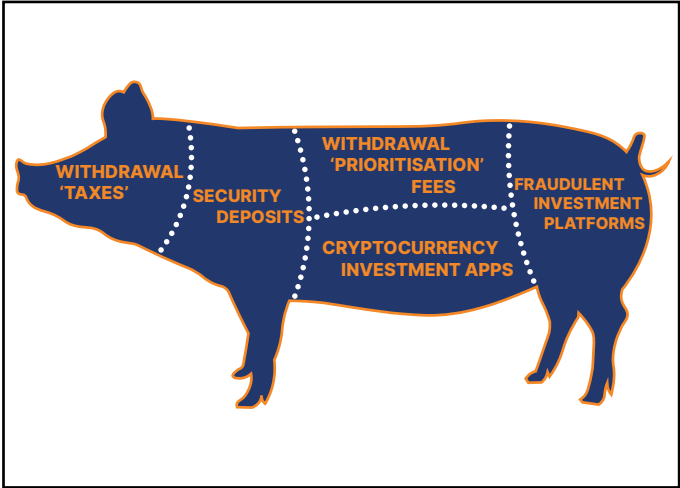 WITHDRAWAL
‘TAXES’
SECURITY
DEPOSITS
WITHDRAWAL
‘PRIORITISATION’
FEES
CRYPTOCURRENCY
INVESTMENT APPS
FRAUDULENT
INVESTMENT
PLATFORMS